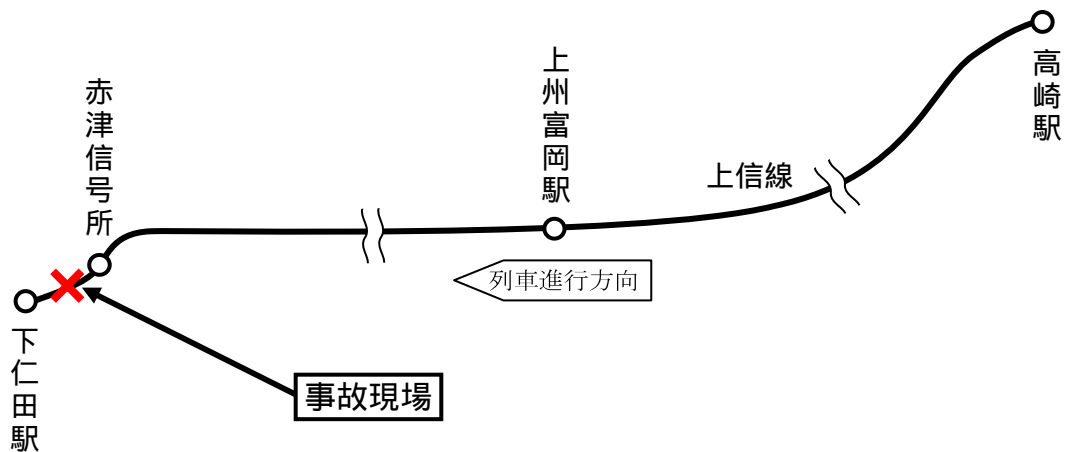 高崎駅
上州富岡駅
赤津信号所
上信線
列車進行方向
下仁田駅
事故現場